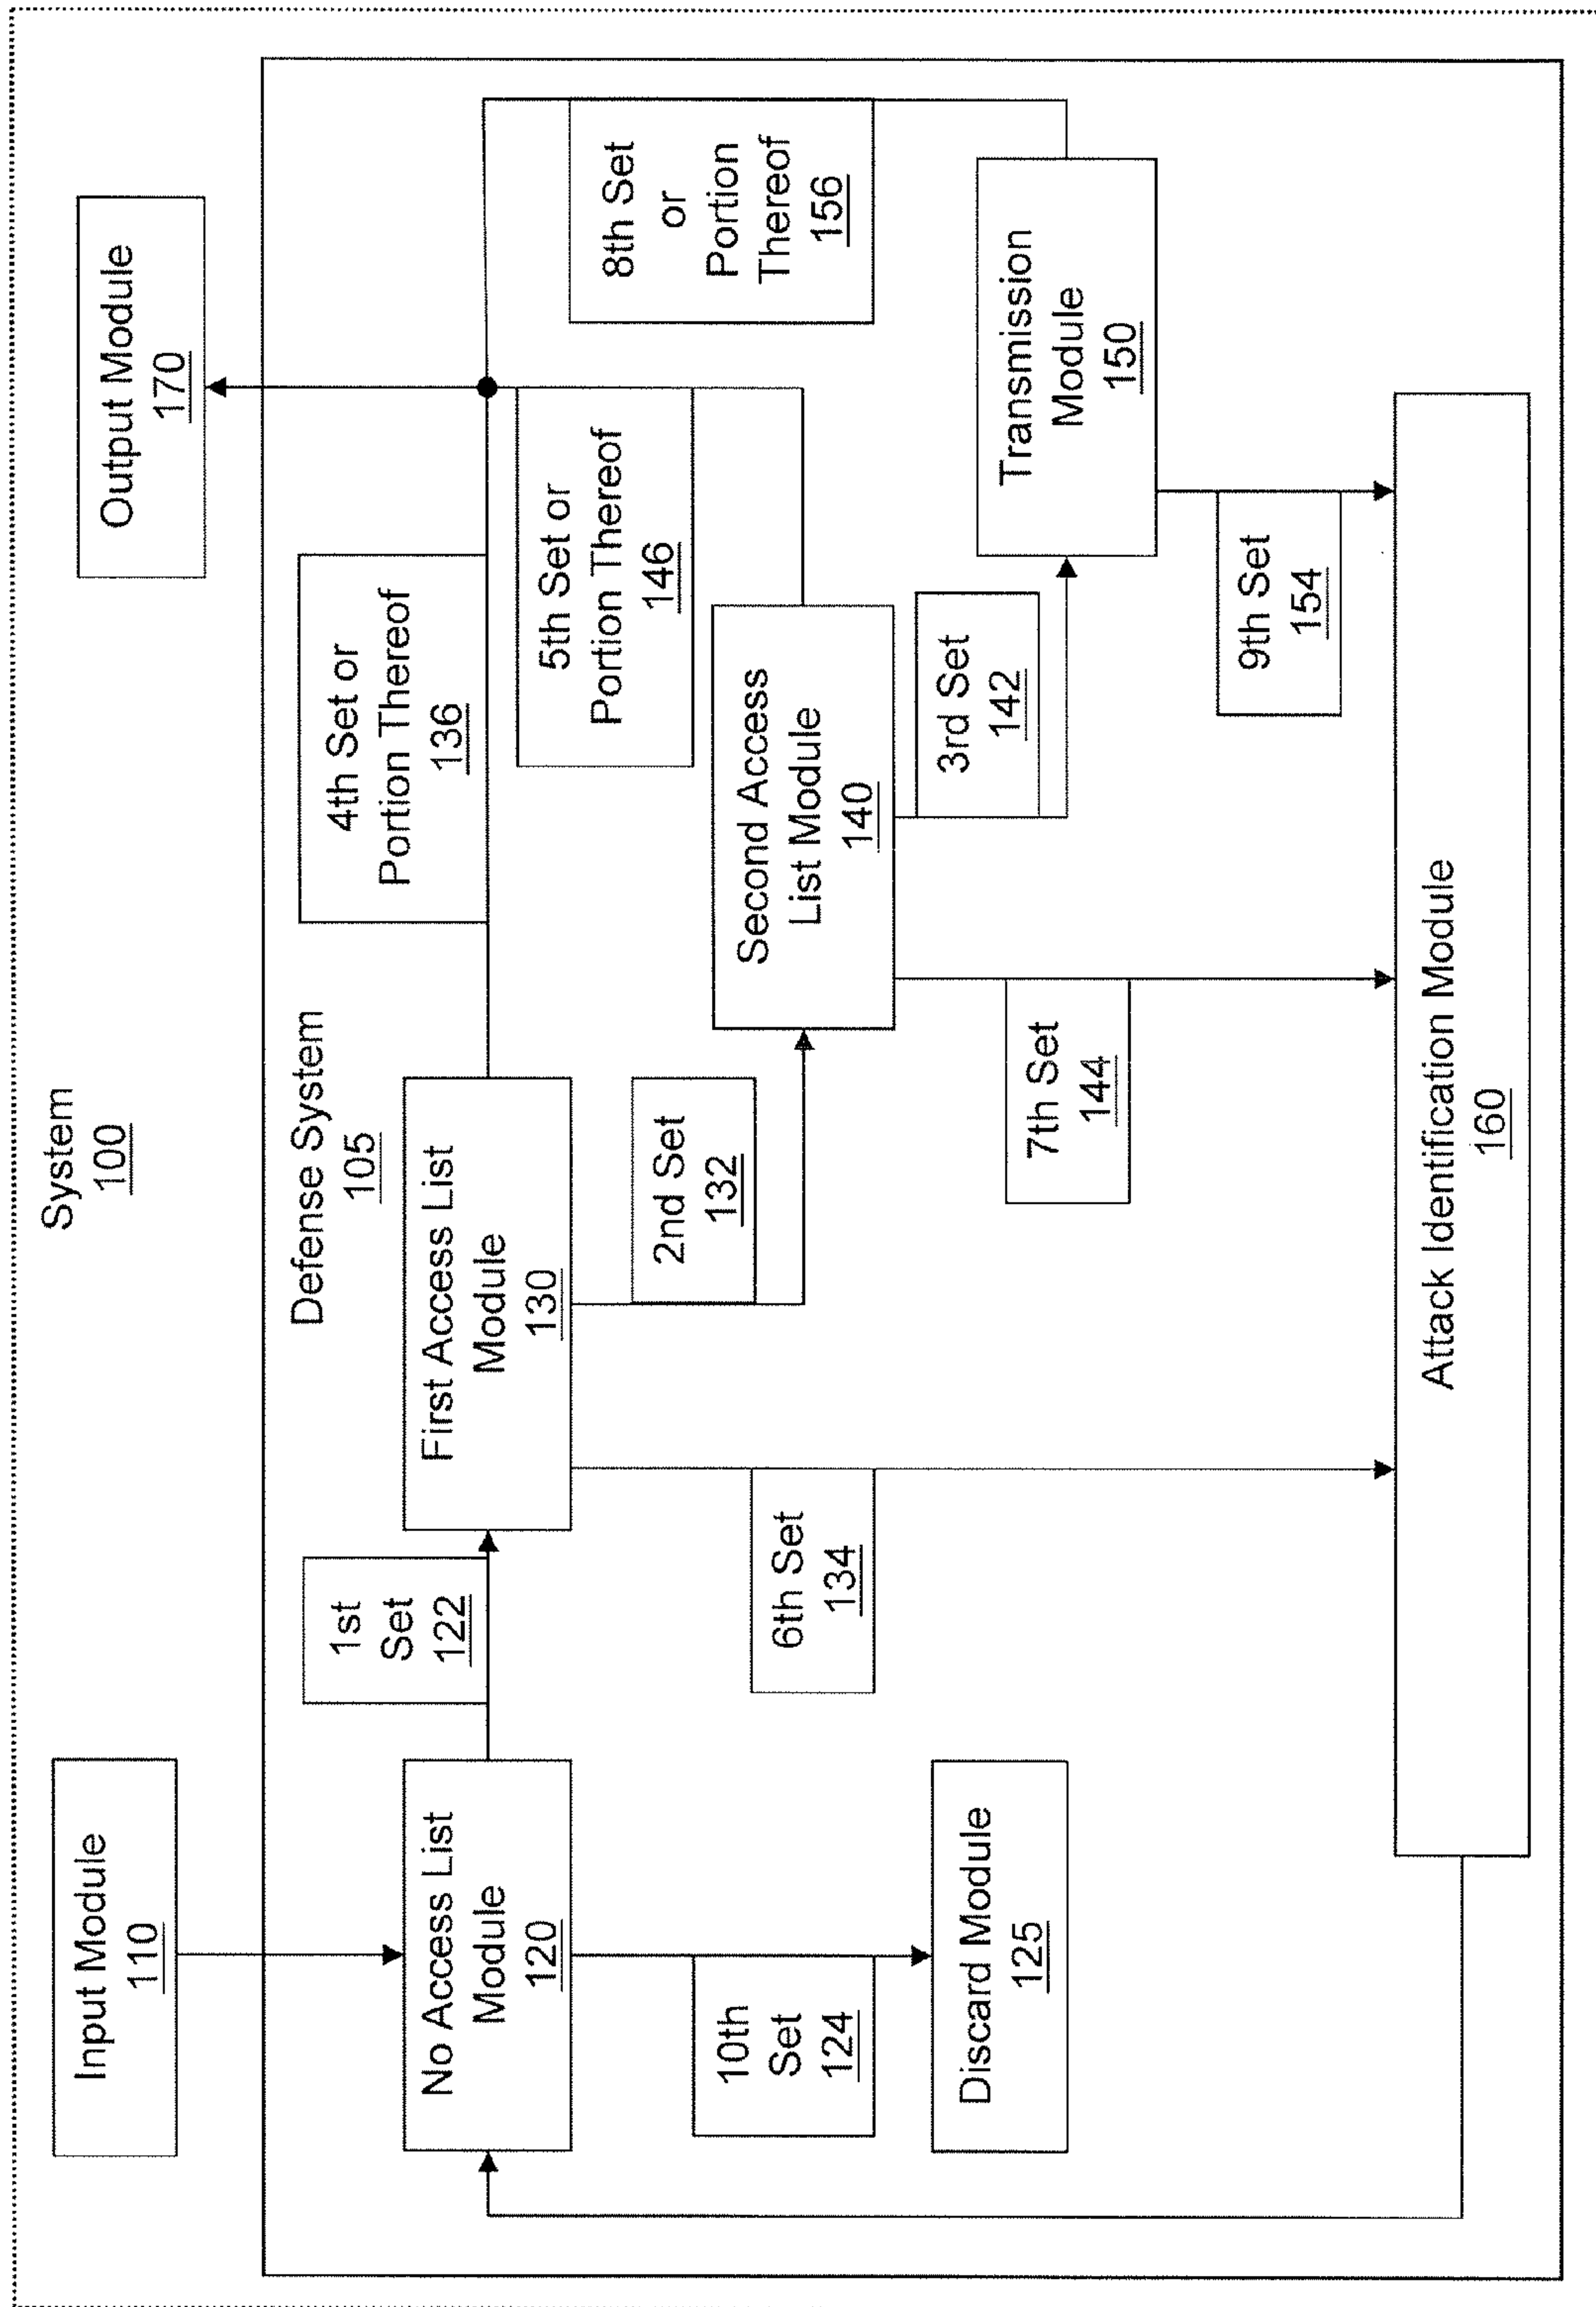 System
100
Input Module
110
Output Module
170
Defense System
105
No Access List
Module
120
1st
Set
122
First Access List
Module
130
4th Set or
Portion Thereof
136
5th Set or
Portion Thereof
146
8th Set
or
Portion
Thereof
156
10th
Set
124
Discard Module
125
6th Set
134
2nd Set
132
Second Access
List Module
140
7th Set
144
3rd Set
142
Transmission
Module
150
9th Set
154
Attack Identification Module
160